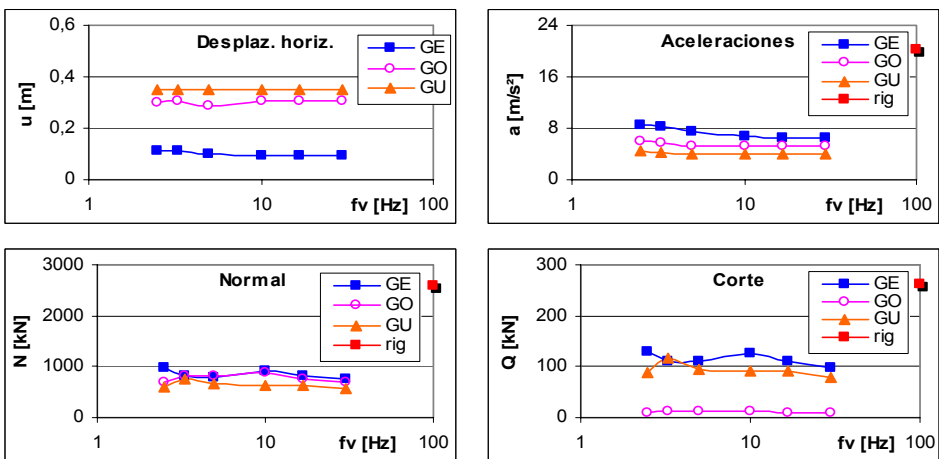 Desplaz. horiz.
GE
GO
GU
u [m]
0,6
0,4
0,2
0
1
10
100
fv [Hz]
Aceleraciones
GE
GO
GU
rig
a [m/s²]
24
16
8
0
1
10
100
fv [Hz]
Normal
GE
GO
GU
rig
N [kN]
3000
2000
1000
0
1
10
100
fv [Hz]
Corte
GE
GO
GU
rig
Q [kN]
300
200
100
0
1
10
100
fv [Hz]